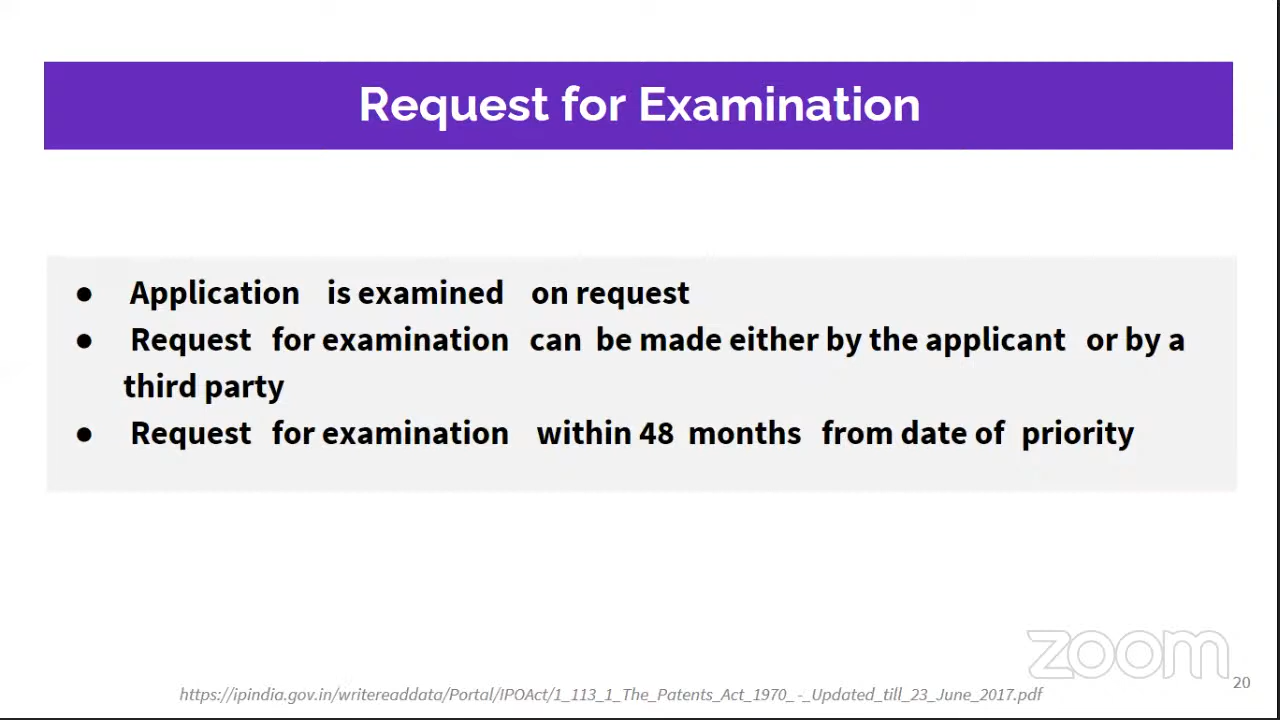 Request for Examination
● Application is examined on request
● Request for examination can be made either by the applicant or by a
third party
● Request for examination within 48 months from date of priority
zoom
20
https://ipindia.gov.in/writereaddata/Portal/IPOAct/1_113_1_The_Patents_Act_1970_-_Updated_till_23_June_2017.pdf